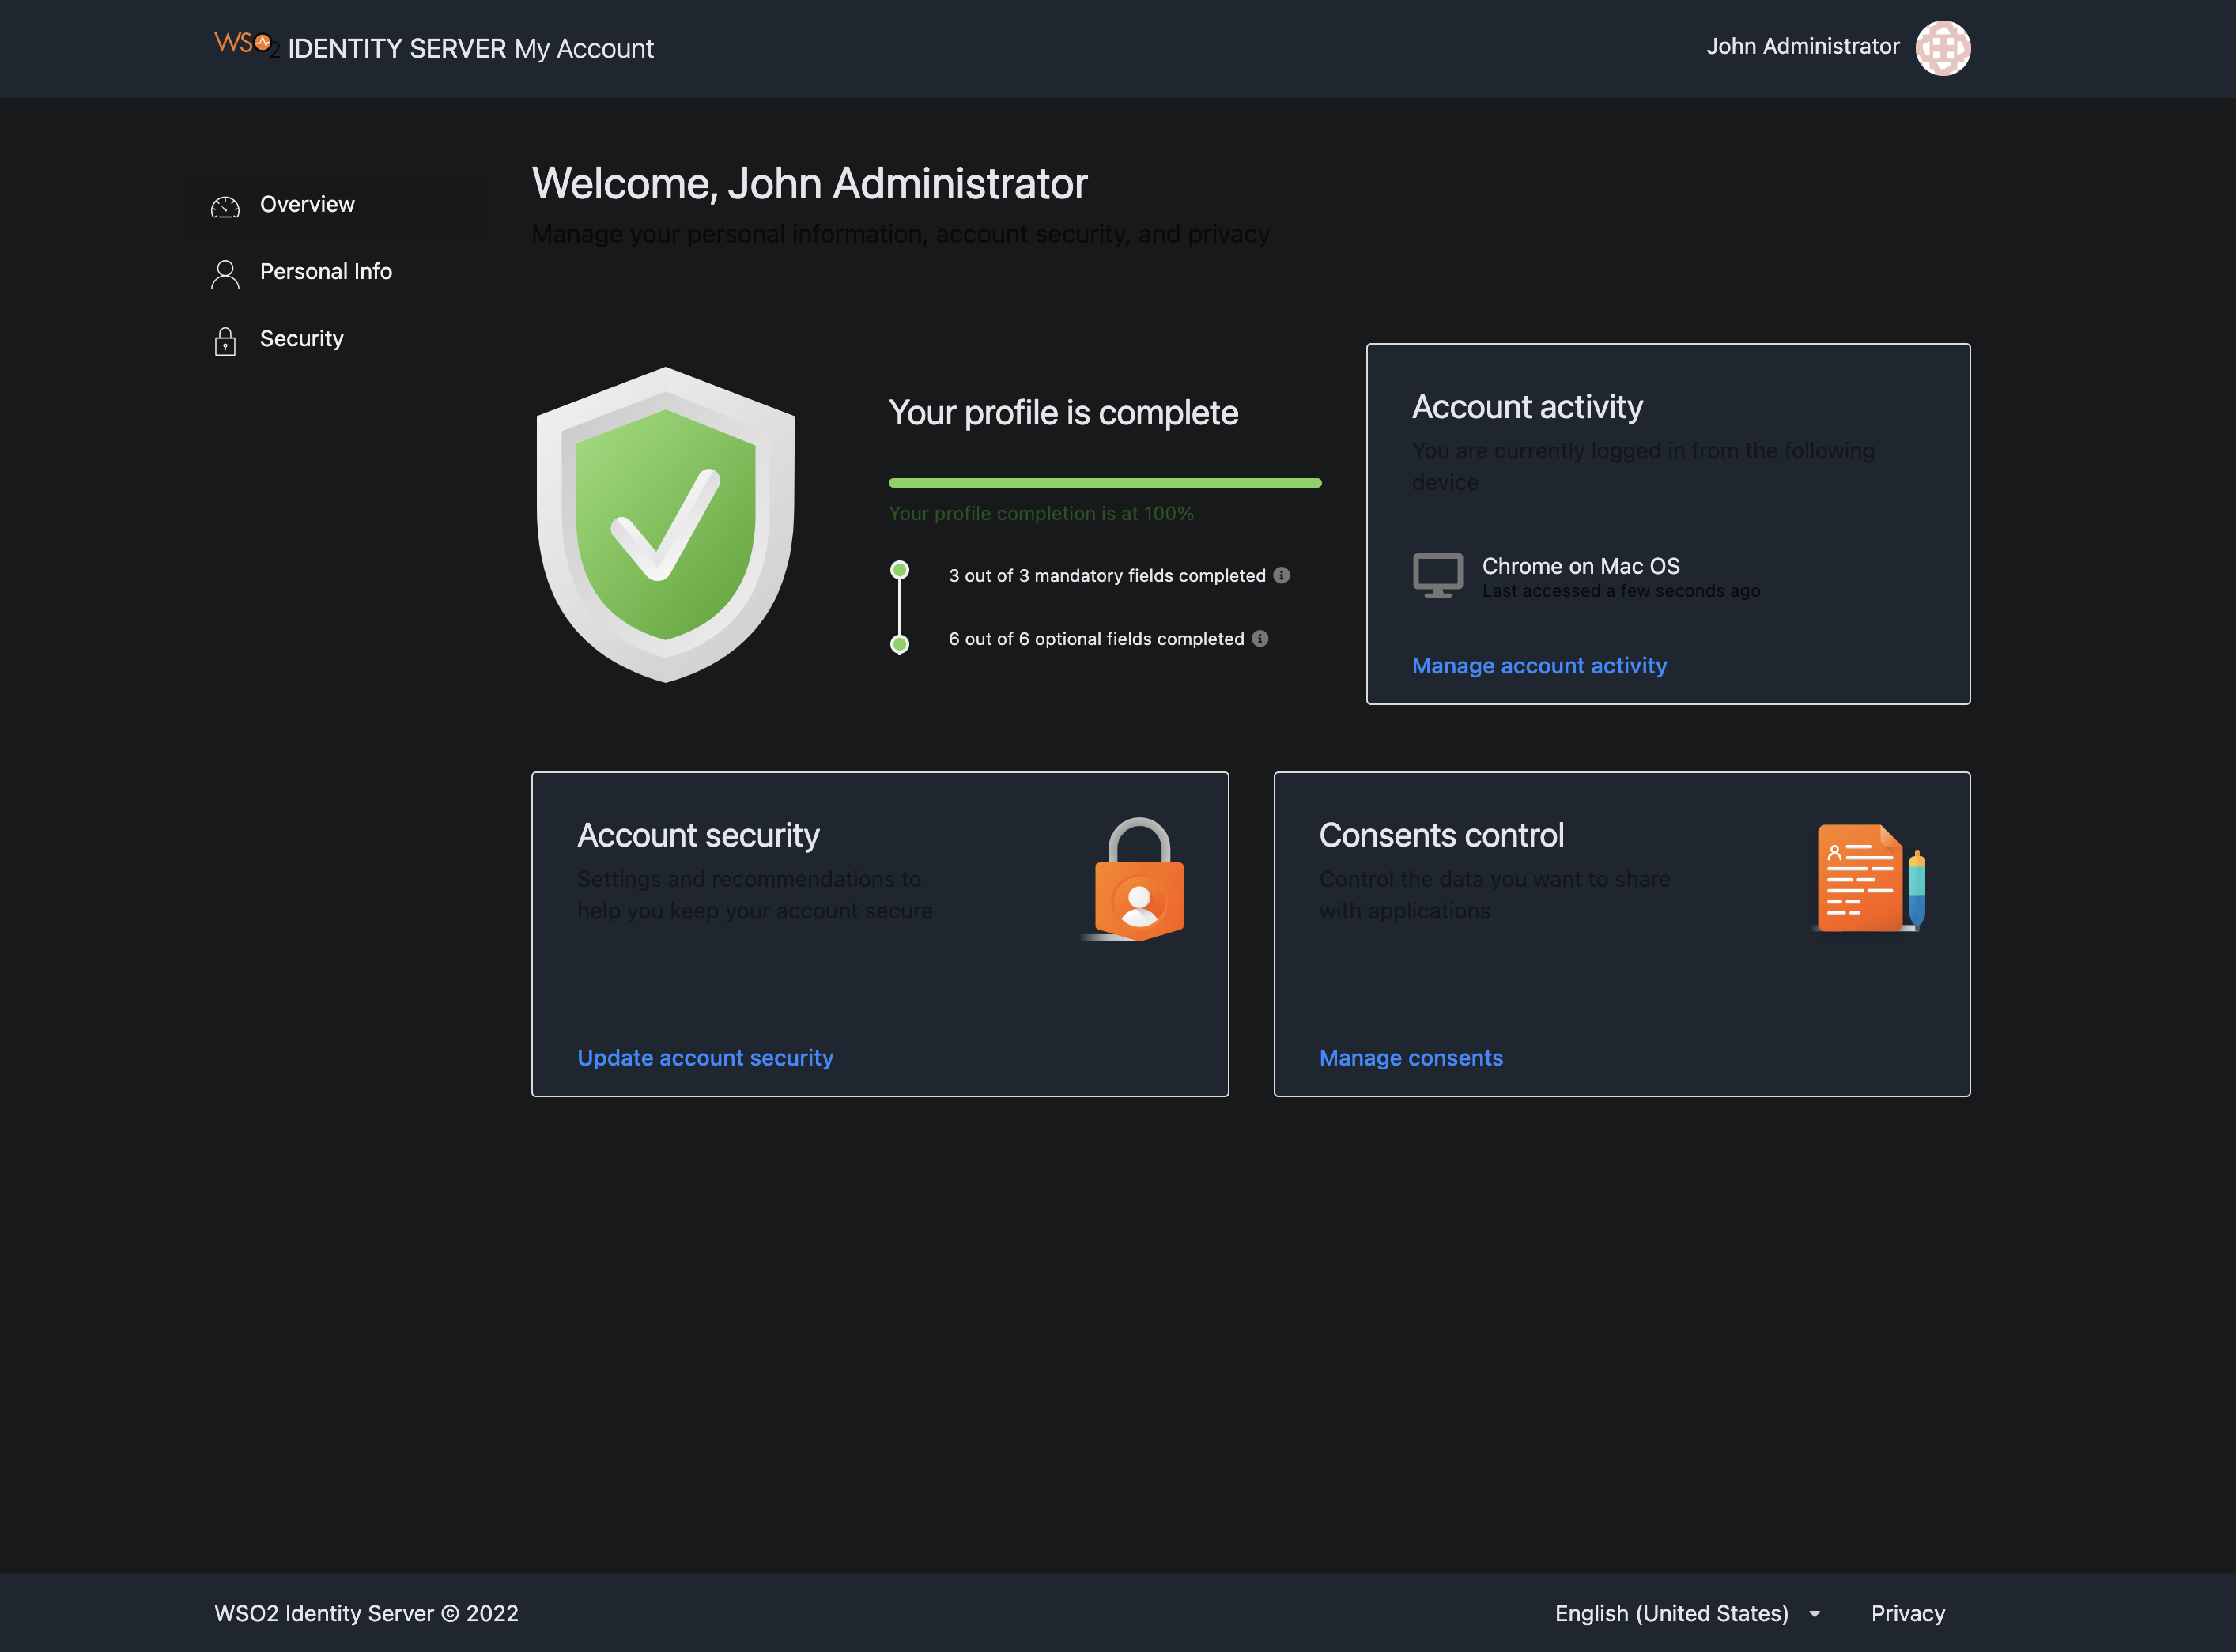 WSO2 IDENTITY SERVER My Account
John Administrator
Overview
Personal Info
Security
Welcome, John Administrator
Manage your personal information, account security, and privacy
Your profile is complete
Your profile completion is at 100%
3 out of 3 mandatory fields completed
6 out of 6 optional fields completed
Account activity
You are currently logged in from the following
device
Chrome on Mac OS
Last accessed a few seconds ago
Manage account activity
Account security
Settings and recommendations to
help you keep your account secure
Update account security
Consents control
Control the data you want to share
with applications
Manage consents
WSO2 Identity Server © 2022
English (United States)
Privacy